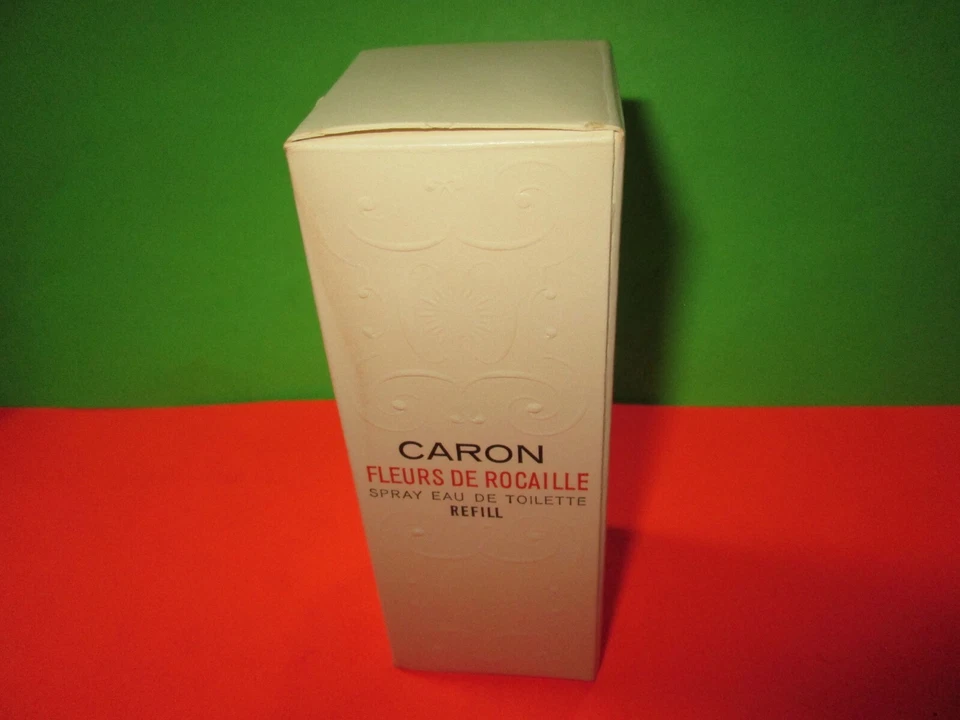 CARON
FLEURS DE ROCAILLE
SPRAY EAU DE TOILETTE
REFILL